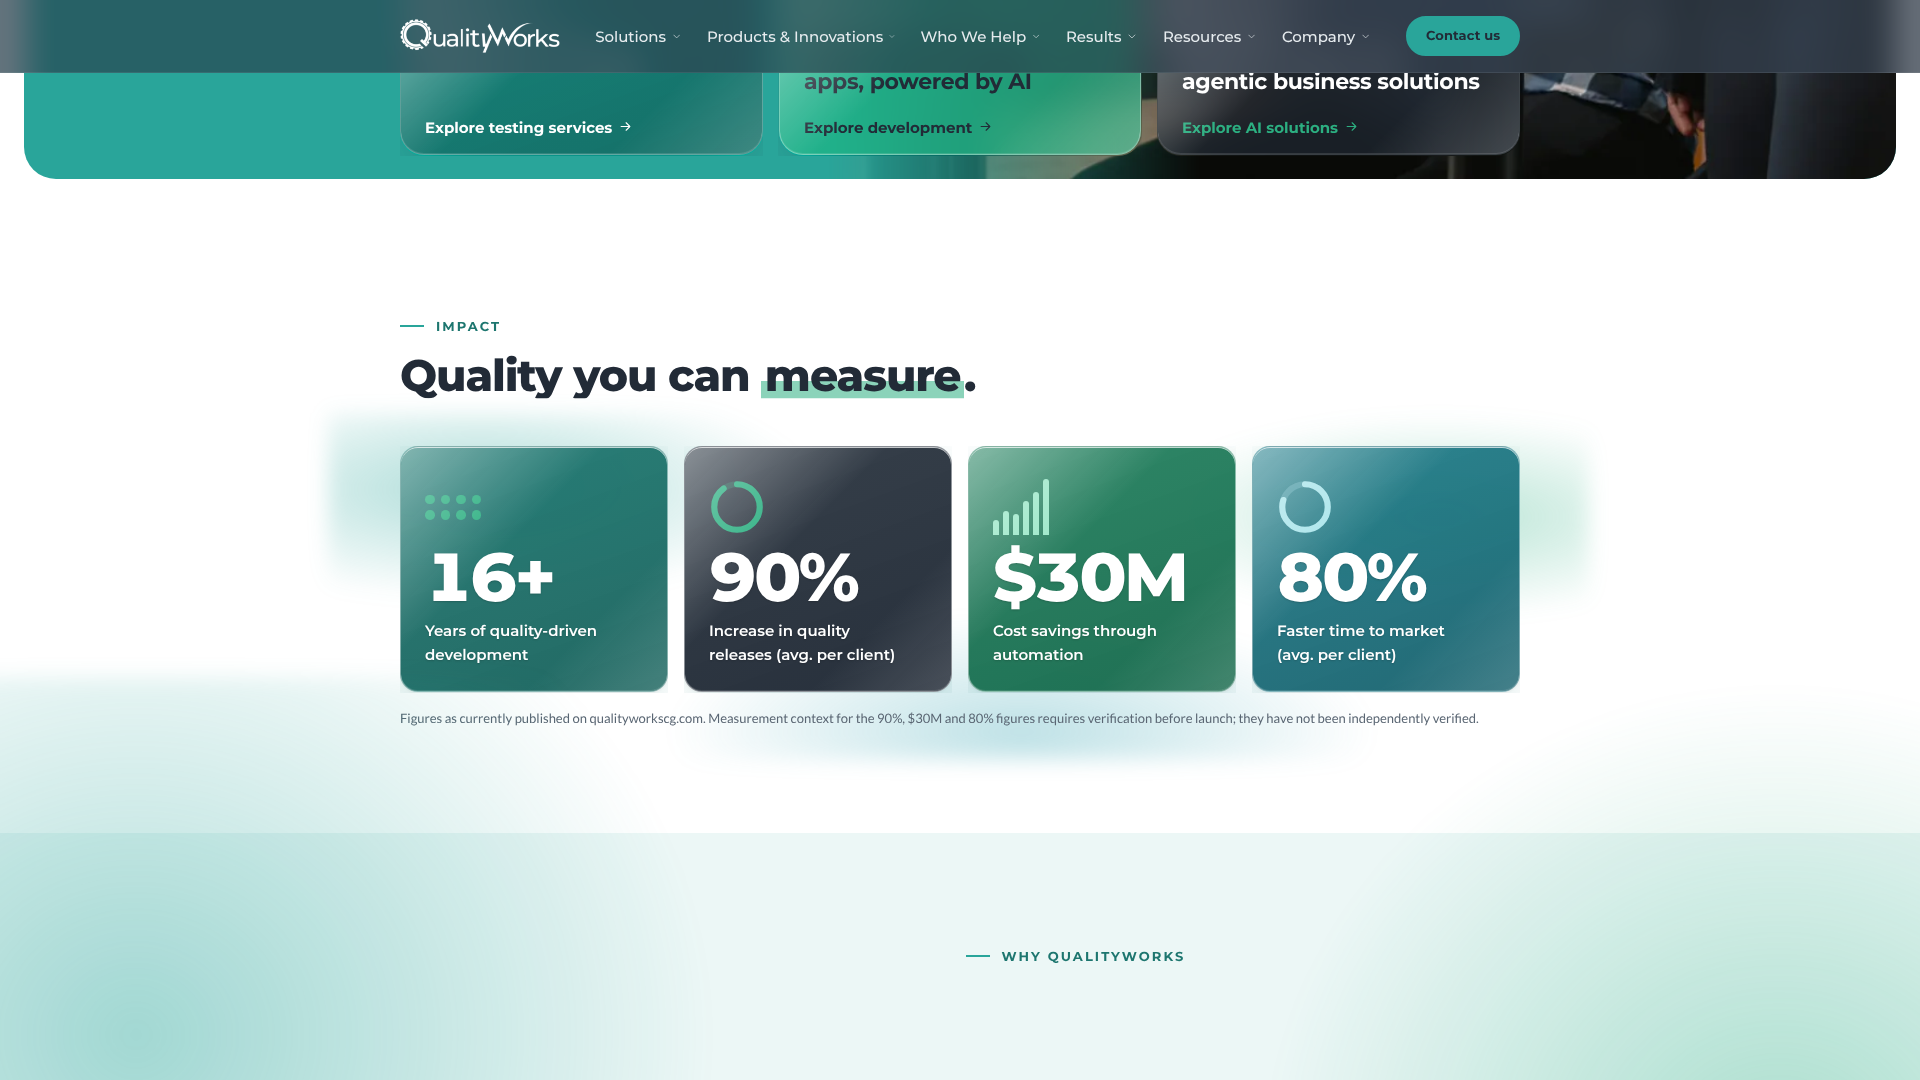 QualityWorks
Solutions
Products & Innovations
Who We Help
Results
Resources
Company
Contact us
apps, powered by AI
agentic business solutions
Explore testing services →
Explore development →
Explore AI solutions →
IMPACT
Quality you can measure.
16+
Years of quality-driven
development
90%
Increase in quality
releases (avg. per client)
$30M
Cost savings through
automation
80%
Faster time to market
(avg. per client)
Figures as currently published on qualityworkscg.com. Measurement context for the 90%, $30M and 80% figures requires verification before launch; they have not been independently verified.
WHY QUALITYWORKS